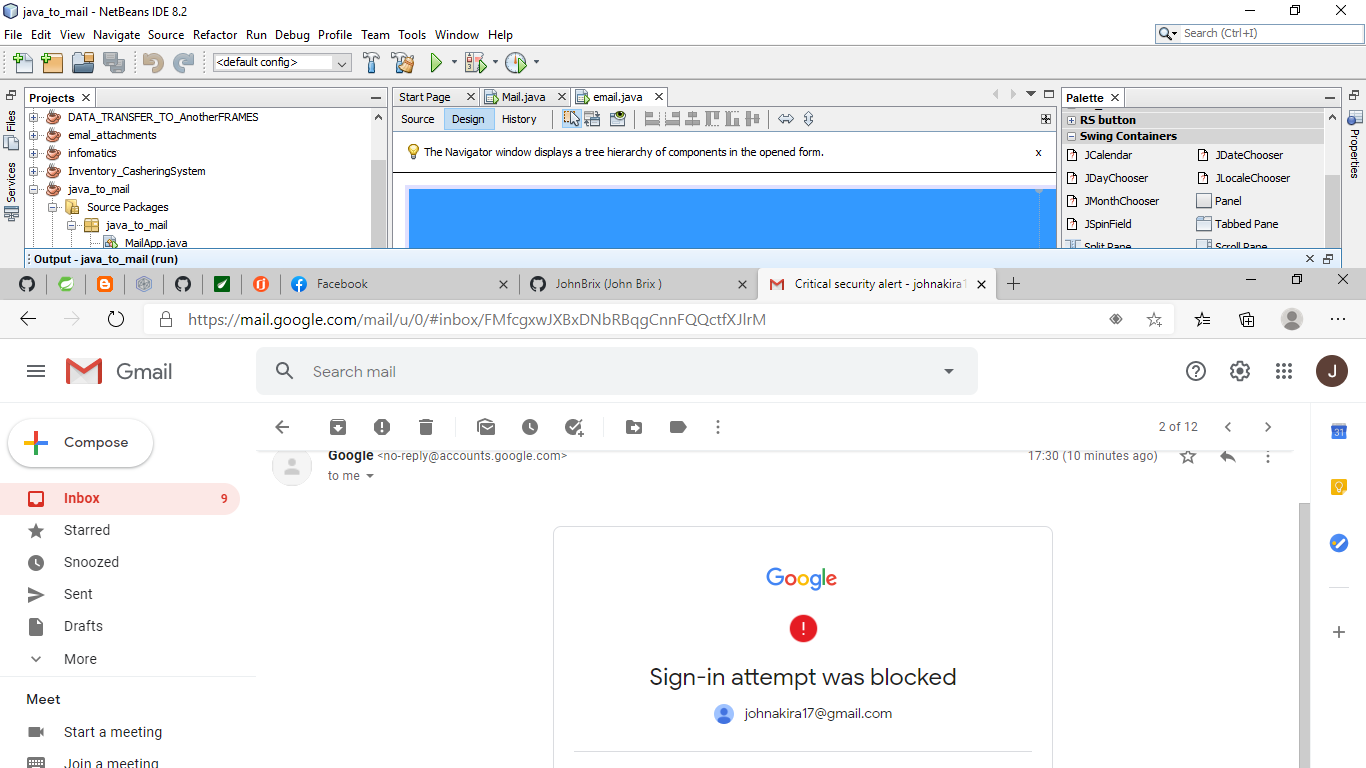 java_to_mail - NetBeans IDE 8.2
File Edit View Navigate Source Refactor Run Debug Profile Team Tools Window Help
Search (Ctrl+I)
<default config>
Files
Services
Projects
DATA_TRANSFER_TO_AnotherFRAMES
emal_attachments
infomatics
Inventory_CasheringSystem
java_to_mail
Source Packages
java_to_mail
MailApp.java
Start Page
Mail.java
email.java
Source Design History
The Navigator window displays a tree hierarchy of components in the opened form.
x
Palette
RS button
Swing Containers
JCalendar
JDateChooser
JDayChooser
JLocaleChooser
JMonthChooser
Panel
JSpinField
Tabbed Pane
Split Pane
Scroll Pane
Properties
Output - java_to_mail (run)
Facebook
JohnBrix (John Brix )
Critical security alert - johnakira1
https://mail.google.com/mail/u/0/#inbox/FMfcgxwJXBxDNbRBqgCnnFQQctfXJlrM
Gmail
Search mail
J
Compose
2 of 12
31
Google <no-reply@accounts.google.com>
17:30 (10 minutes ago)
to me
Inbox 9
Starred
Snoozed
Sent
Drafts
More
Meet
Start a meeting
Join a meeting
Google
!
Sign-in attempt was blocked
johnakira17@gmail.com